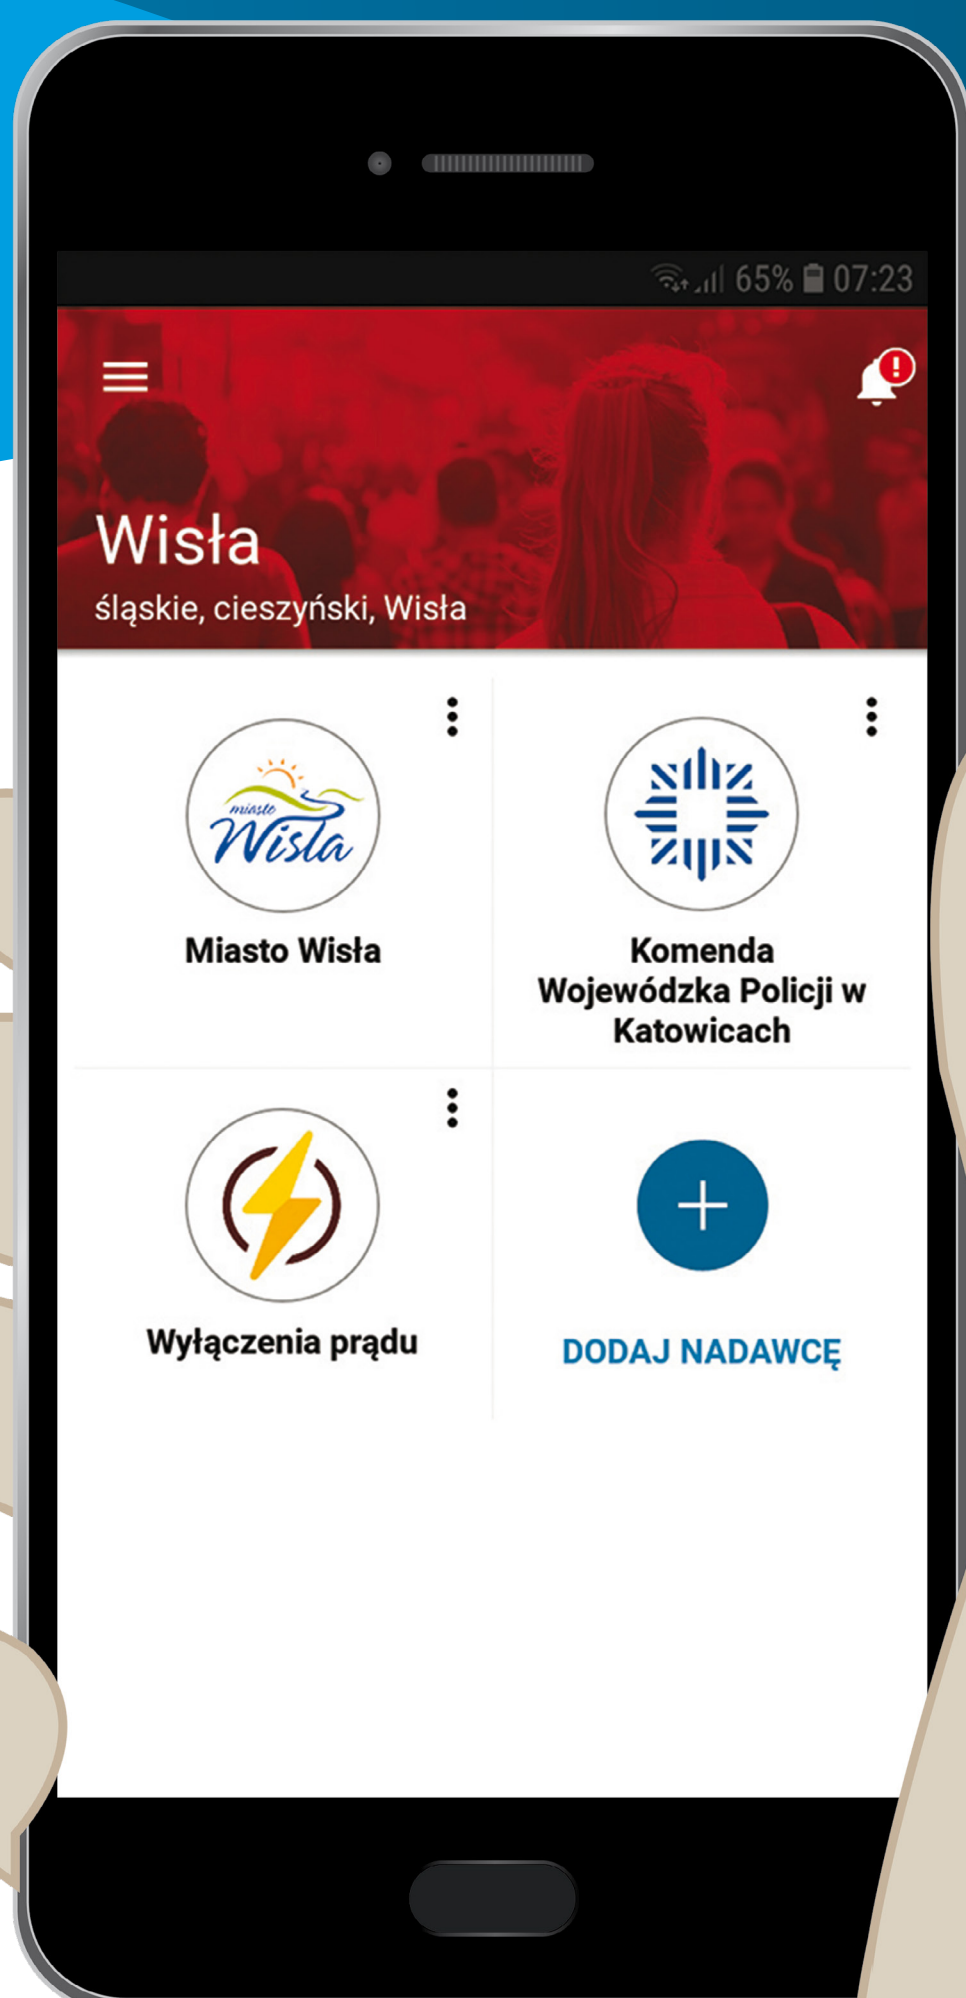 65% 07:23
Wisła
śląskie, cieszyński, Wisła
miasto
Wisła
Miasto Wisła
Komenda
Wojewódzka Policji w
Katowicach
Wyłączenia prądu
DODAJ NADAWCĘ